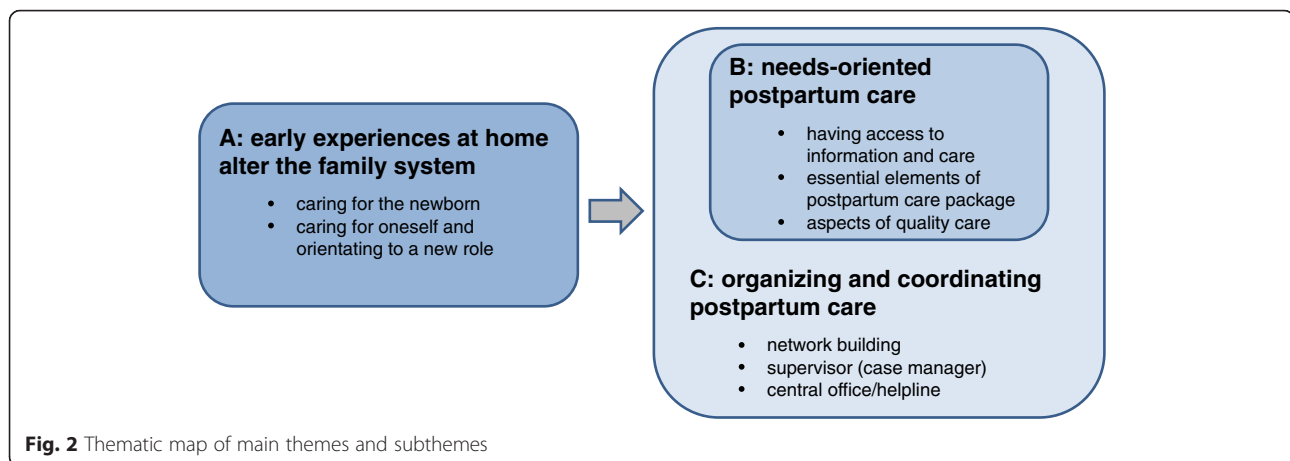 A: early experiences at home
alter the family system
• caring for the newborn
• caring for oneself and
orientating to a new role
B: needs-oriented
postpartum care
• having access to
information and care
• essential elements of
postpartum care package
• aspects of quality care
C: organizing and coordinating
postpartum care
• network building
• supervisor (case manager)
• central office/helpline
Fig. 2 Thematic map of main themes and subthemes